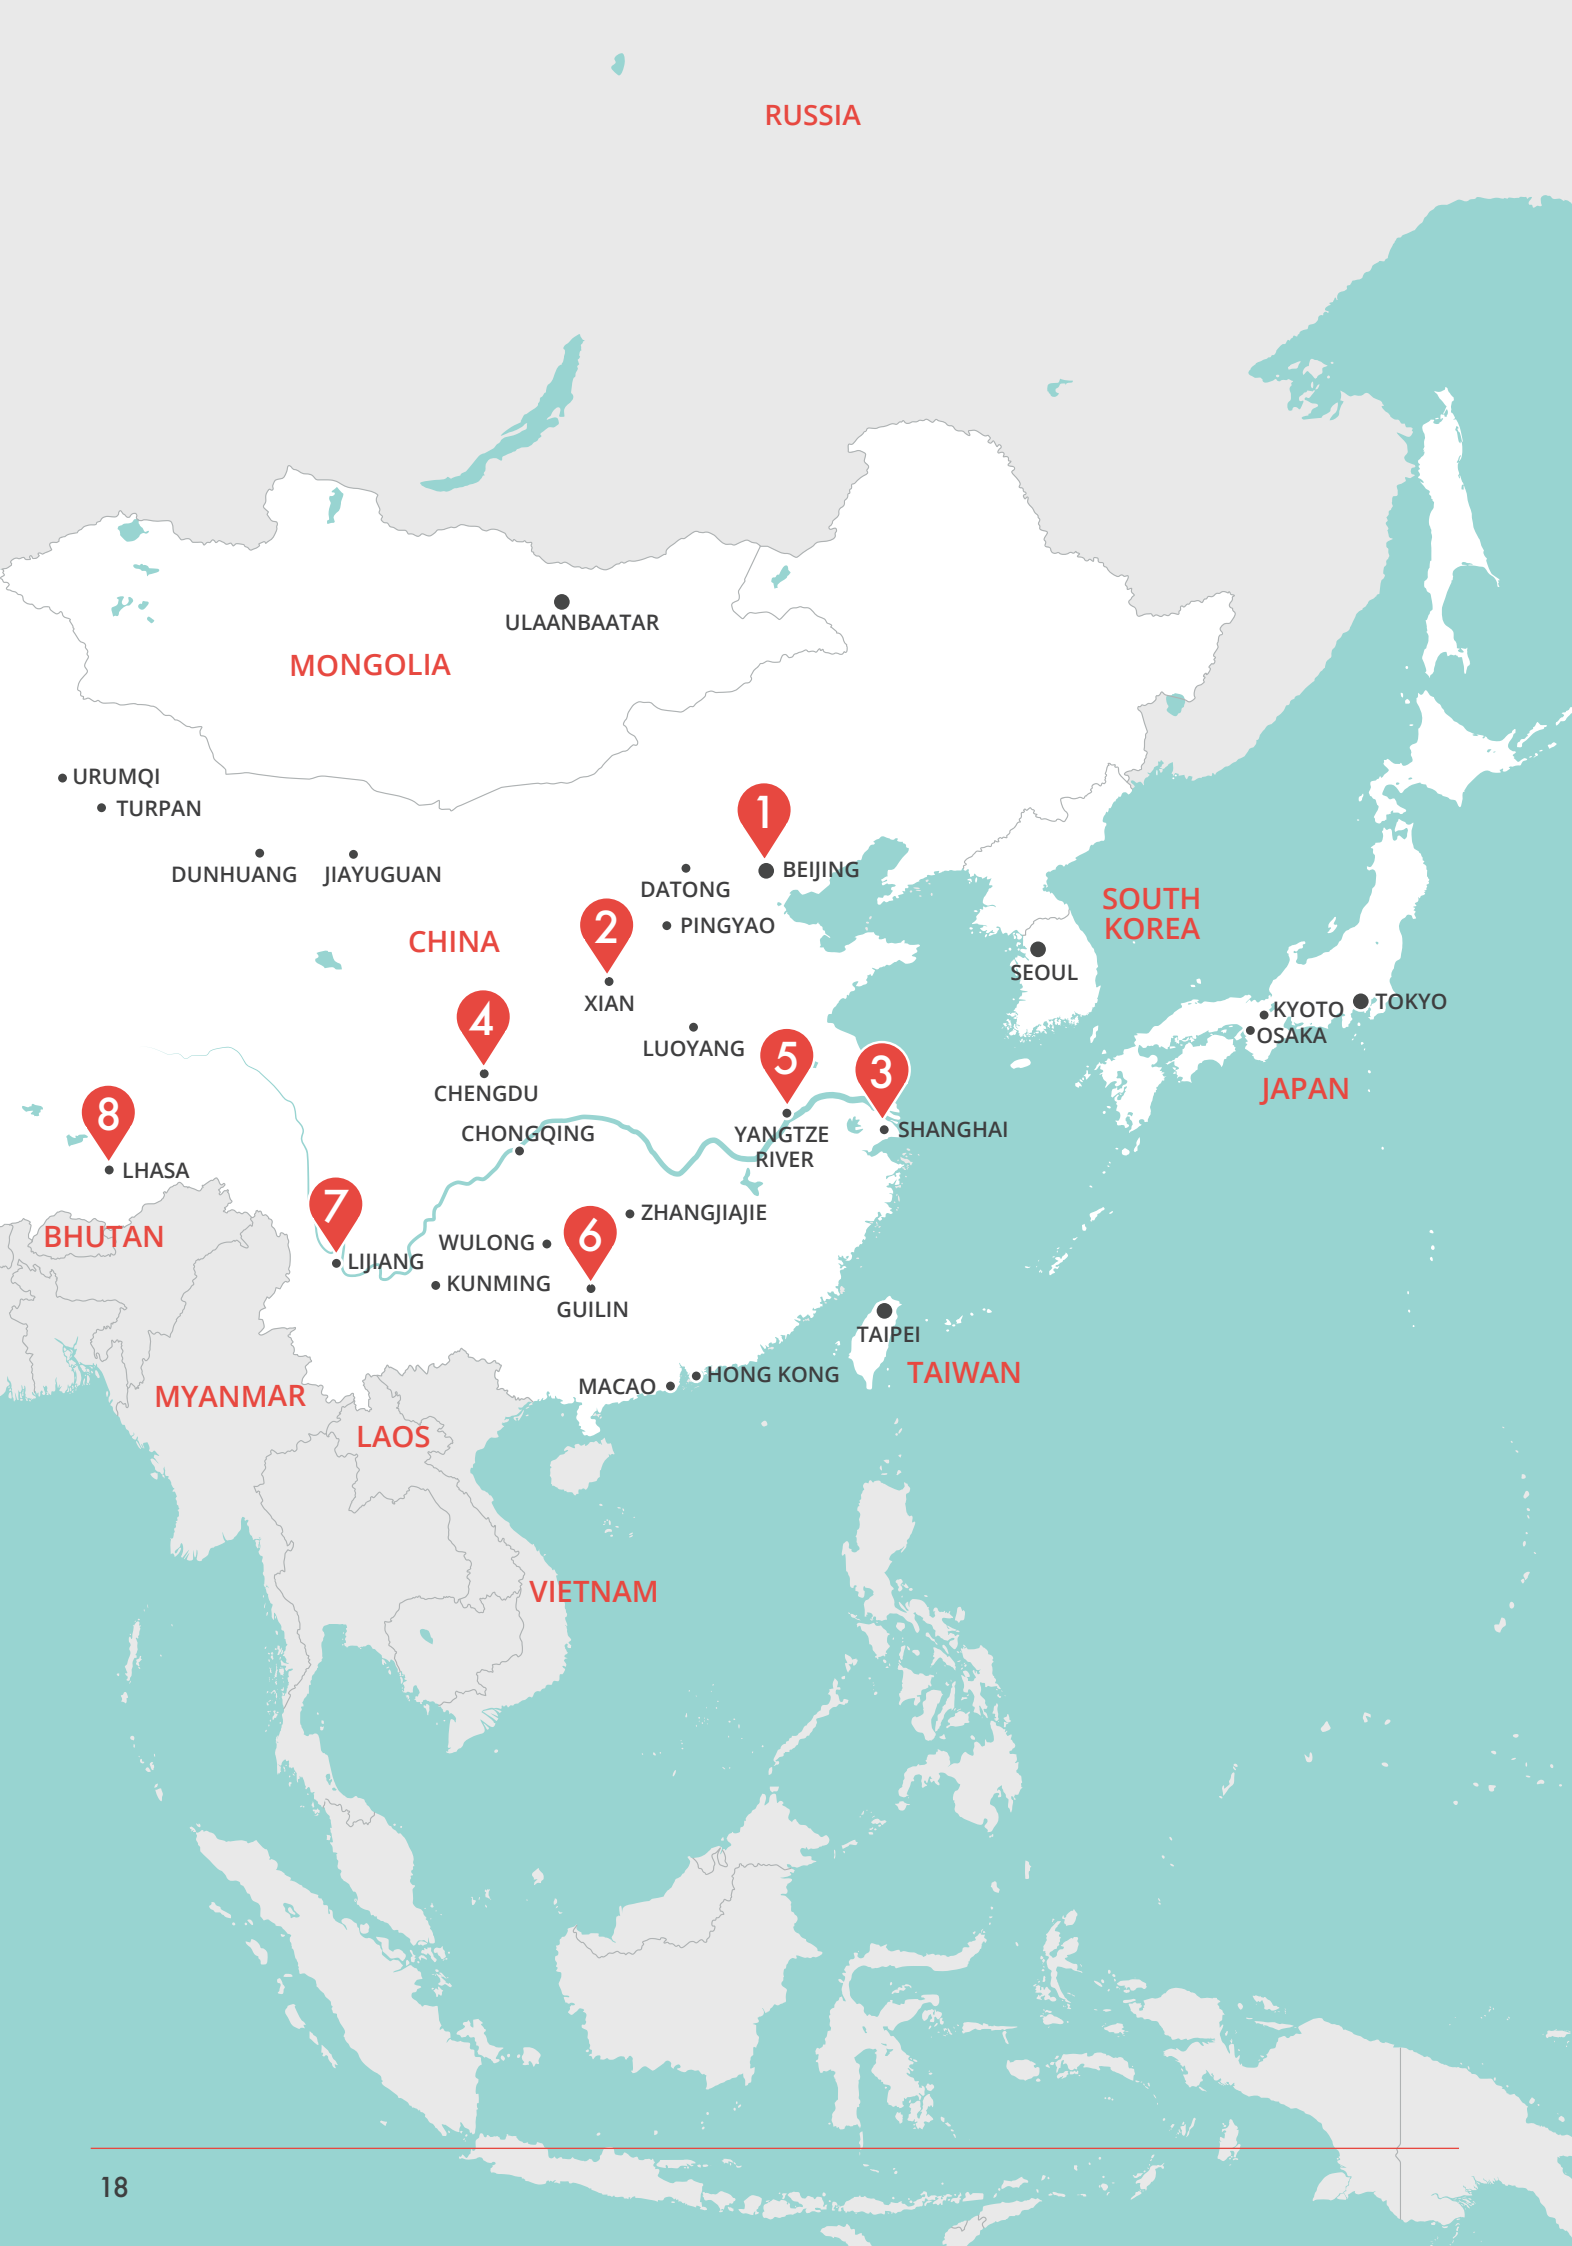 RUSSIA
ULAANBAATAR
MONGOLIA
URUMQI
TURPAN
1
BEIJING
DUNHUANG
JIAYUGUAN
DATONG
SOUTH
KOREA
2
PINGYAO
CHINA
SEOUL
XIAN
TOKYO
KYOTO
OSAKA
4
LUOYANG
5
3
JAPAN
CHENGDU
8
CHONGQING
YANGTZE
RIVER
SHANGHAI
LHASA
7
ZHANGJIAJIE
BHUTAN
6
WULONG
LIJIANG
KUNMING
GUILIN
TAIPEI
TAIWAN
HONG KONG
MACAO
MYANMAR
LAOS
VIETNAM
18